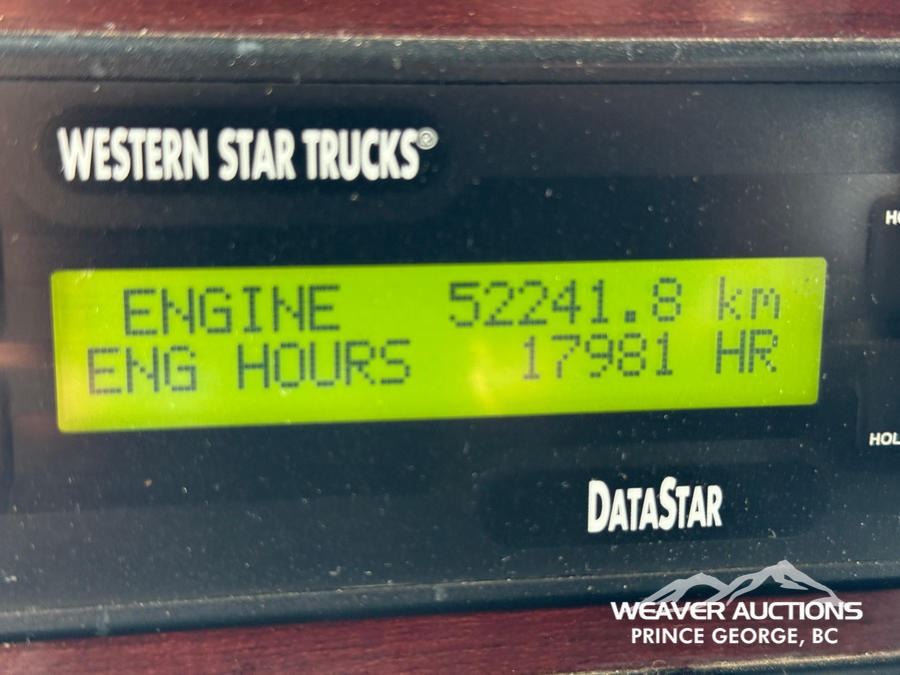 WESTERN STAR TRUCKS®
ENGINE 52241.8 km
ENG HOURS 17981 HR
DATASTAR
WEAVER AUCTIONS
PRINCE GEORGE, BC